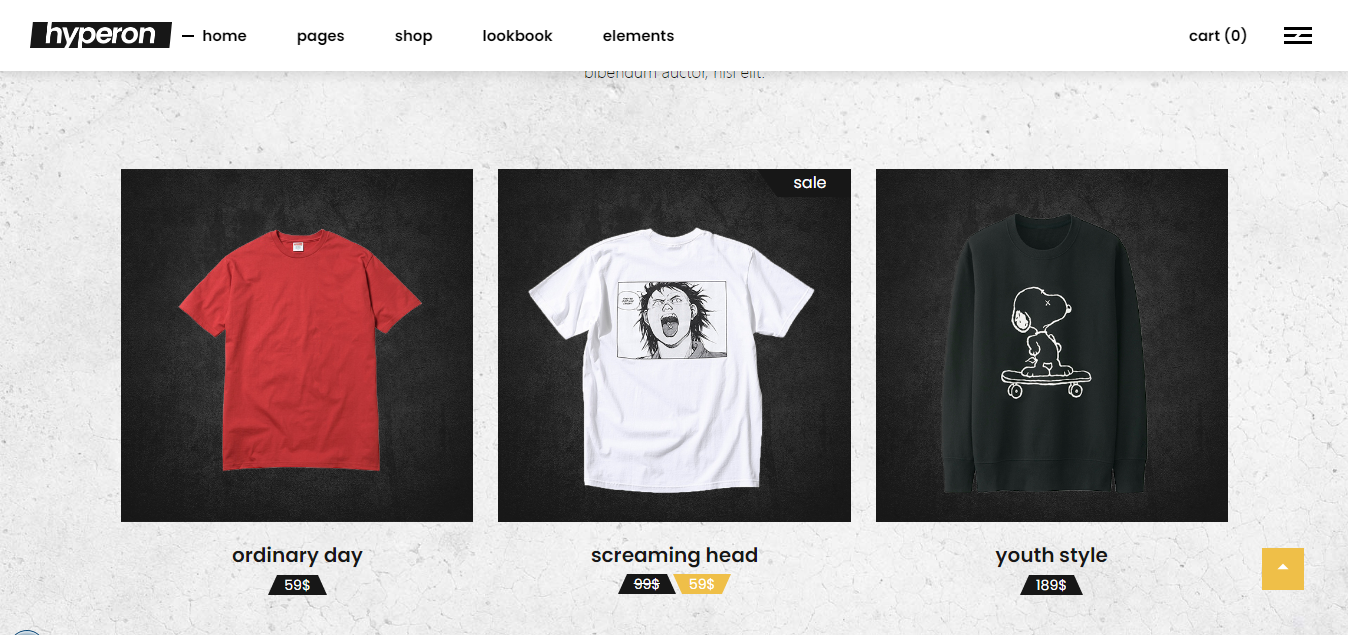 hyperon
home
pages
shop
lookbook
elements
cart (0)
bibendum auctor, nisi elit.
sale
ordinary day
59$
screaming head
99$ 59$
youth style
189$